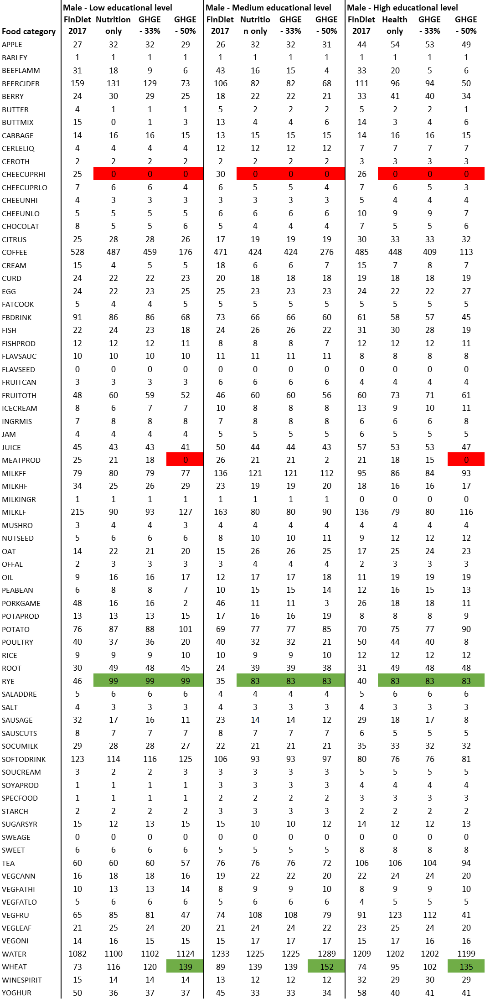 Male - Low educational level Male - Medium educational level Male - High educational level
FinDiet Nutrition GHGE GHGE FinDiet Nutritio GHGE GHGE FinDiet Health GHGE GHGE
Food category 2017 only - 33% - 50% 2017 n only - 33% - 50% 2017 only - 33% - 50%
APPLE 27 32 32 29 26 32 32 31 44 54 53 49
BARLEY 1 1 1 1 1 1 1 1 1 1 1 1
BEEFLAMM 31 18 9 6 43 16 15 4 33 20 5 6
BEERCIDER 159 131 129 73 106 82 82 68 111 96 94 50
BERRY 24 30 29 25 18 22 22 21 33 41 40 34
BUTTER 4 1 1 1 5 2 2 2 5 2 2 1
BUTTMIX 15 0 1 3 13 4 4 6 14 3 4 6
CABBAGE 14 16 16 15 13 15 15 15 14 16 16 15
CERLELIQ 4 4 4 4 12 12 12 12 7 7 7 7
CEROTH 2 2 2 2 2 2 2 2 3 3 3 3
CHEECUPRHI 25 0 0 0 30 0 0 0 26 0 0 0
CHEECUPRLO 7 6 6 4 6 5 5 4 7 6 5 3
CHEEUNHI 4 3 3 3 3 3 3 3 5 4 4 4
CHEEUNLO 5 5 5 5 6 6 6 6 10 9 9 7
CHOCOLAT 8 5 5 6 5 4 4 4 7 5 5 6
CITRUS 25 28 28 26 17 19 19 19 30 33 33 32
COFFEE 528 487 459 176 471 424 424 276 485 448 409 113
CREAM 15 4 5 5 18 6 6 7 15 7 8 7
CURD 24 22 22 23 20 18 18 18 19 18 18 19
EGG 24 22 23 25 25 23 23 23 24 22 22 27
FATCOOK 5 4 4 5 5 5 5 5 5 5 5 5
FBDRINK 91 86 86 68 73 66 66 60 61 58 57 45
FISH 22 24 23 18 24 26 26 22 31 30 28 19
FISHPROD 12 12 12 11 8 8 8 7 12 12 12 11
FLAVSAUC 10 10 10 10 11 11 11 11 8 8 8 8
FLAVSEED 0 0 0 0 0 0 0 0 0 0 0 0
FRUITCAN 3 3 3 3 6 6 6 6 4 4 4 4
FRUITOTH 48 60 59 52 46 60 60 56 60 73 71 61
ICECREAM 8 6 7 7 10 8 8 8 13 9 10 11
INGRMIS 7 8 8 8 7 8 8 8 6 6 6 8
JAM 4 4 4 4 5 5 5 5 6 5 5 5
JUICE 45 43 43 41 50 44 44 43 57 53 53 47
MEATPROD 25 21 18 0 26 21 21 2 21 18 15 0
MILKFF 79 80 79 77 136 121 121 112 95 86 84 93
MILKHF 34 25 26 29 23 19 19 20 18 16 16 17
MILKINGR 1 1 1 1 1 1 1 1 0 0 0 0
MILKLF 215 90 93 127 163 80 80 90 136 79 80 116
MUSHRO 3 4 4 3 4 4 4 4 4 4 4 4
NUTSEED 5 6 6 6 8 10 10 11 9 12 12 12
OAT 14 22 21 20 15 26 26 25 17 25 24 23
OFFAL 2 3 3 3 3 4 4 4 2 3 3 3
OIL 9 16 16 17 12 17 17 18 11 19 19 19
PEABEAN 6 8 8 7 10 15 15 14 12 16 15 13
PORKGAME 48 16 16 2 46 11 11 3 26 18 18 11
POTAPROD 13 13 13 15 17 16 16 19 8 8 8 9
POTATO 76 87 88 101 69 77 77 85 70 75 77 90
POULTRY 40 37 36 20 40 32 32 21 50 44 40 8
RICE 9 9 9 10 10 9 9 10 12 12 12 12
ROOT 30 49 48 45 24 39 39 38 31 49 48 48
RYE 46 99 99 99 35 83 83 83 40 83 83 83
SALADDRE 5 6 6 6 4 4 4 4 5 6 6 6
SALT 4 3 3 3 4 3 3 3 4 3 3 3
SAUSAGE 32 17 16 11 23 14 14 12 29 18 17 8
SAUSCUTS 8 7 7 7 8 7 7 7 6 5 5 5
SOCUMILK 29 28 28 27 22 21 21 21 35 33 32 32
SOFTODRINK 123 114 116 125 106 93 93 97 80 76 76 81
SOUCREAM 3 2 2 3 3 3 3 3 5 5 5 5
SOYAPROD 1 1 1 1 3 3 3 3 4 4 4 4
SPECFOOD 1 1 1 1 2 2 2 2 3 3 3 3
STARCH 2 2 2 2 3 3 3 3 2 2 2 2
SUGARSYR 15 12 13 15 15 10 10 12 14 12 12 13
SWEAGE 0 0 0 0 0 0 0 0 0 0 0 0
SWEET 6 6 6 6 5 5 5 5 8 8 8 8
TEA 60 60 60 57 76 76 76 72 106 106 104 94
VEGCANN 16 18 18 16 19 22 22 20 22 24 24 20
VEGFATHI 10 13 13 14 8 9 9 10 8 9 9 10
VEGFATLO 5 6 6 6 5 6 6 6 4 5 5 5
VEGFRU 65 85 81 47 74 108 108 79 91 123 112 41
VEGLEAF 21 25 24 20 21 24 24 22 23 25 24 20
VEGONI 14 16 15 15 15 17 17 17 15 17 16 16
WATER 1082 1100 1102 1124 1233 1225 1225 1289 1209 1202 1202 1199
WHEAT 73 116 120 139 89 139 139 152 74 95 102 135
WINESPIRIT 15 14 14 14 13 12 12 12 32 29 30 29
YOGHUR 50 36 37 37 45 33 33 34 58 40 41 41